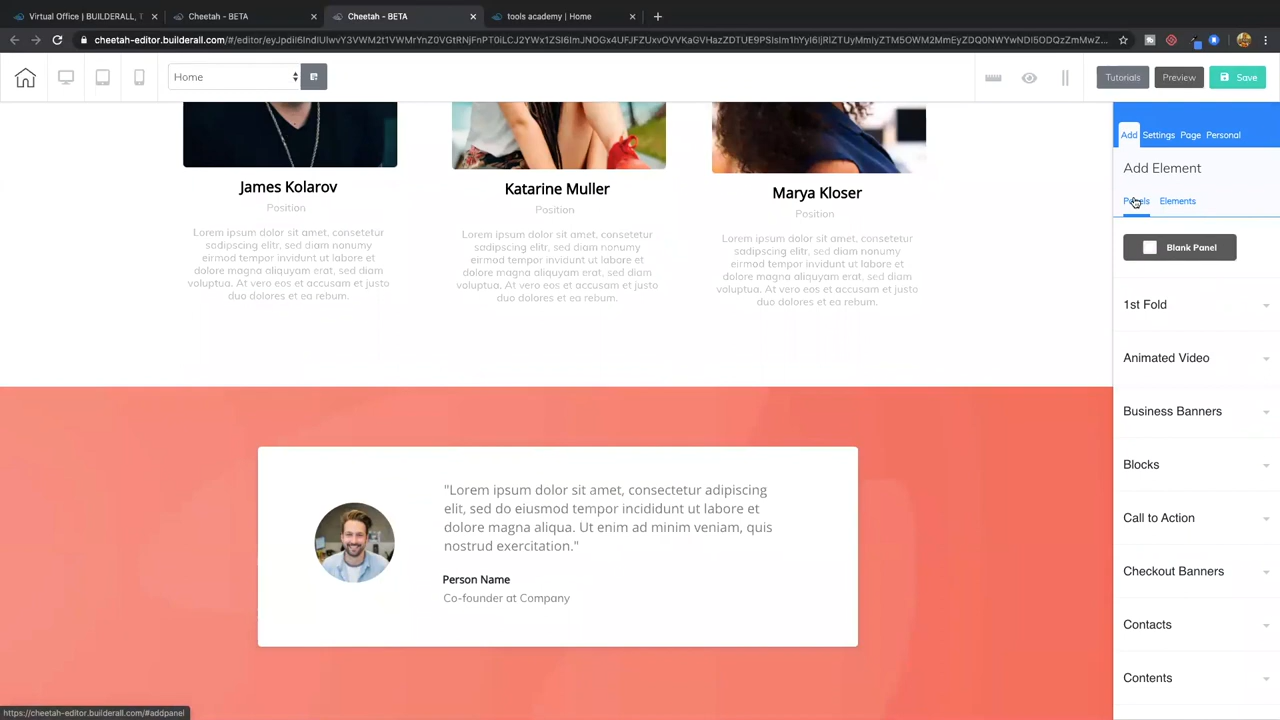 Virtual Office | BUILDERALL, T
Cheetah - BETA
Cheetah - BETA
tools academy | Home
Home
Tutorials
Preview
Save
James Kolarov
Position
Lorem ipsum dolor sit amet, consetetur
sadipscing elitr, sed diam nonumy
eirmod tempor incididunt ut labore et
dolore magna aliquyam erat, sed diam
voluptua. At vero eos et accusam et justo
duo dolores et ea rebum.
Katarine Muller
Position
Lorem ipsum dolor sit amet, consetetur
sadipscing elitr, sed diam nonumy
eirmod tempor incididunt ut labore et
dolore magna aliquyam erat, sed diam
voluptua. At vero eos et accusam et justo
duo dolores et ea rebum.
Marya Kloser
Position
Lorem ipsum dolor sit amet, consetetur
sadipscing elitr, sed diam nonumy
eirmod tempor incididunt ut labore et
dolore magna aliquyam erat, sed diam
voluptua. At vero eos et accusam et justo
duo dolores et ea rebum.
"Lorem ipsum dolor sit amet, consectetur adipiscing
elit, sed do eiusmod tempor incididunt ut labore et
dolore magna aliqua. Ut enim ad minim veniam, quis
nostrud exercitation."
Person Name
Co-founder at Company
Add Settings Page Personal
Add Element
Panels Elements
Blank Panel
1st Fold
Animated Video
Business Banners
Blocks
Call to Action
Checkout Banners
Contacts
Contents
https://cheetah-editor.builderall.com/#addpanel